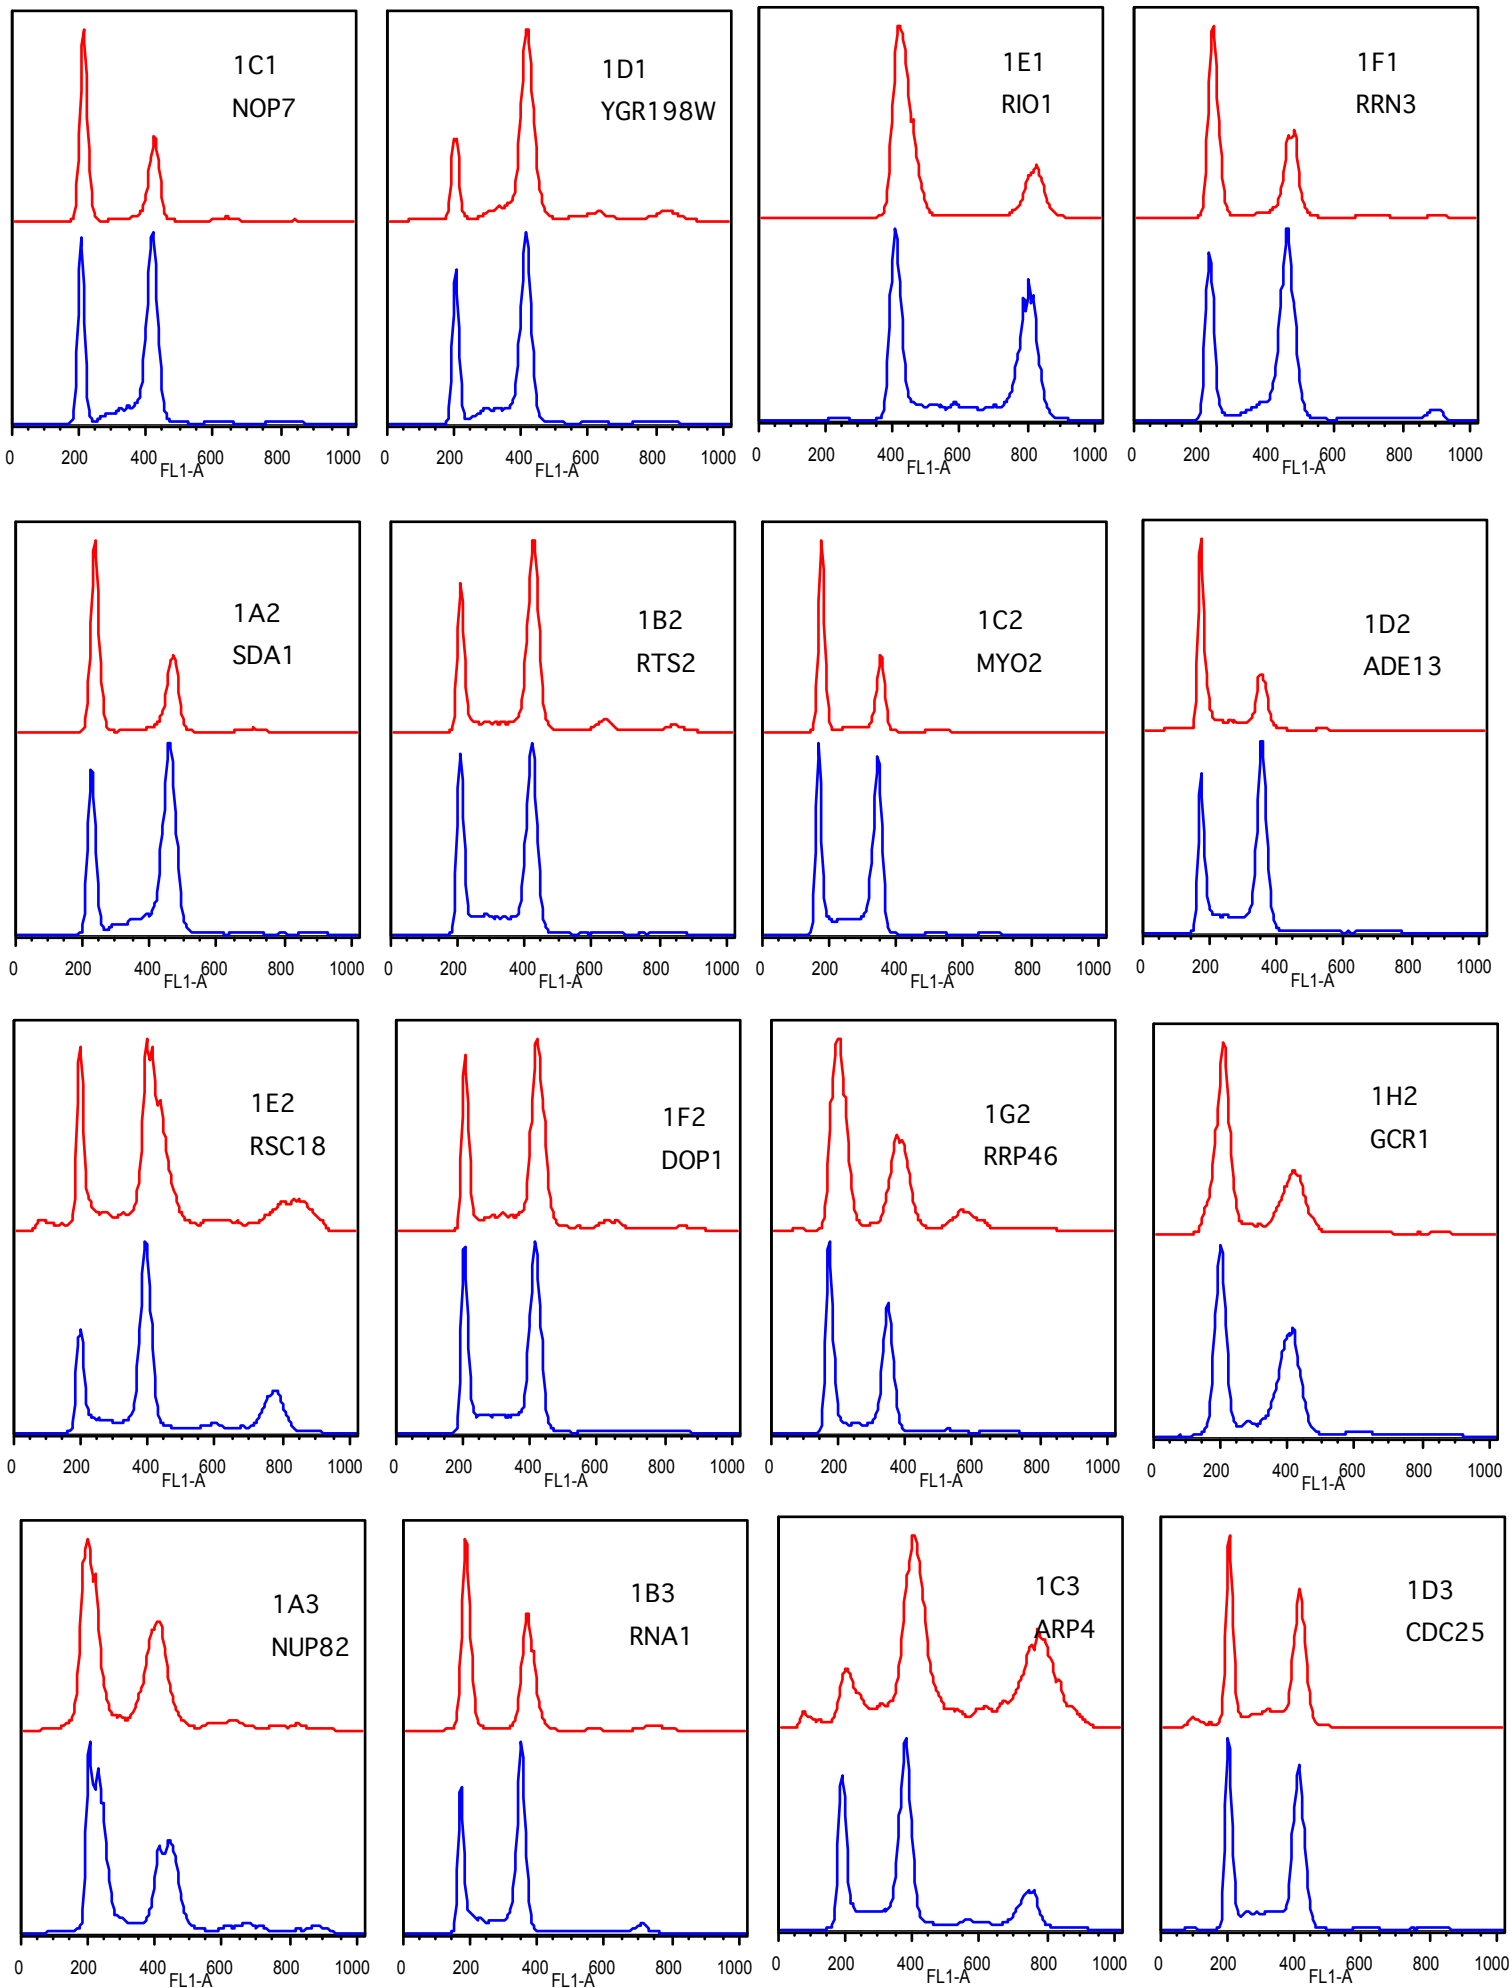 1C1
NOP7
0 200 400 600 800 1000
FL1-A
1D1
YGR198W
0 200 400 600 800 1000
FL1-A
1E1
RIO1
0 200 400 600 800 1000
FL1-A
1F1
RRN3
0 200 400 600 800 1000
FL1-A
1A2
SDA1
0 200 400 600 800 1000
FL1-A
1B2
RTS2
0 200 400 600 800 1000
FL1-A
1C2
MYO2
0 200 400 600 800 1000
FL1-A
1D2
ADE13
0 200 400 600 800 1000
FL1-A
1E2
RSC18
0 200 400 600 800 1000
FL1-A
1F2
DOP1
0 200 400 600 800 1000
FL1-A
1G2
RRP46
0 200 400 600 800 1000
FL1-A
1H2
GCR1
0 200 400 600 800 1000
FL1-A
1A3
NUP82
0 200 400 600 800 1000
FL1-A
1B3
RNA1
0 200 400 600 800 1000
FL1-A
1C3
ARP4
0 200 400 600 800 1000
FL1-A
1D3
CDC25
0 200 400 600 800 1000
FL1-A